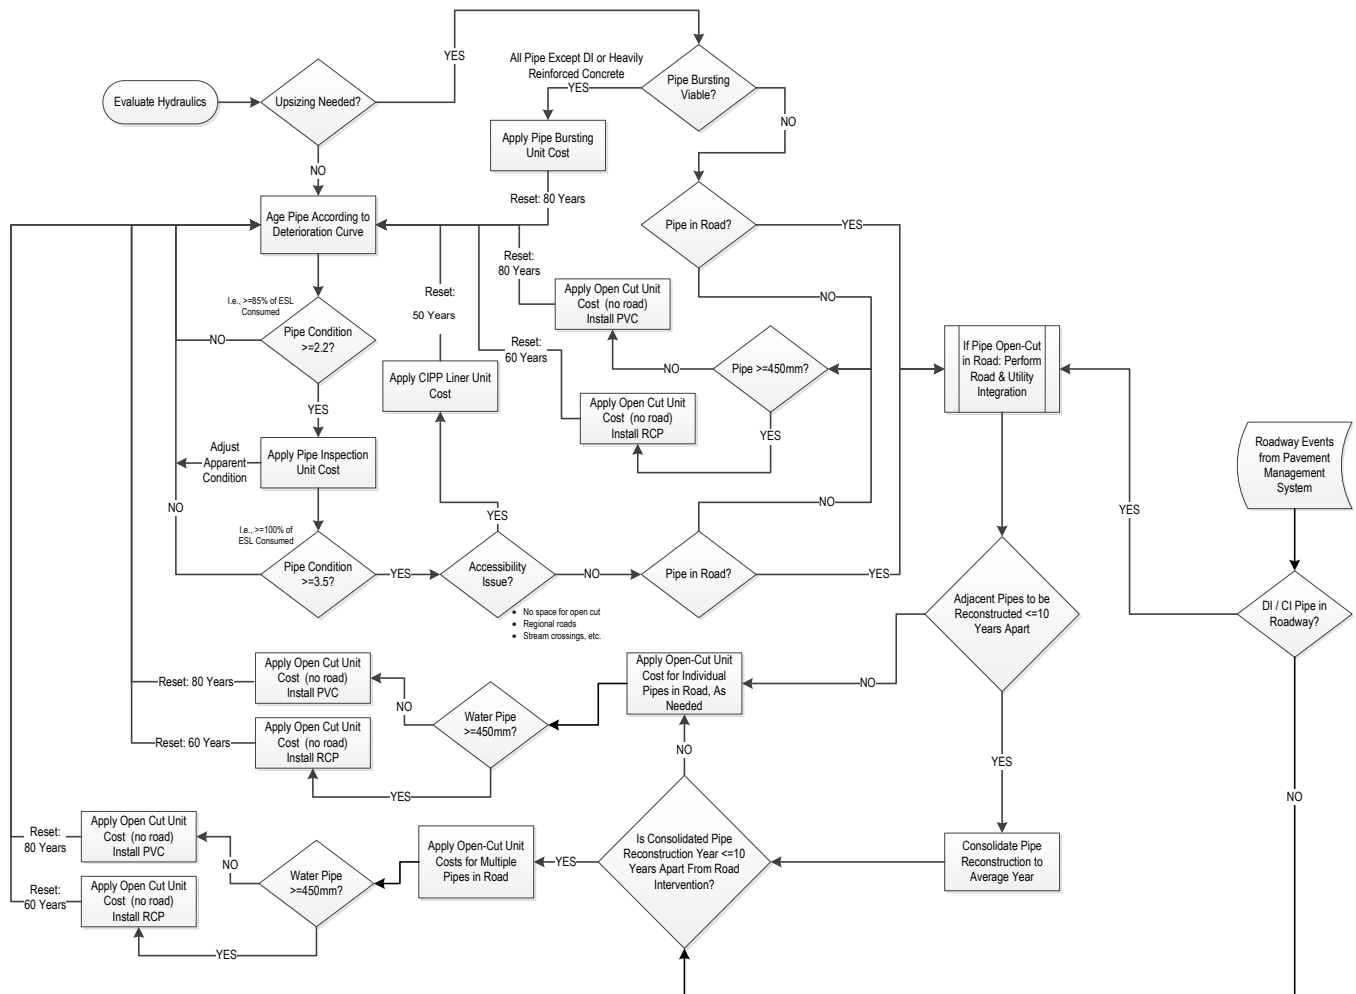 YES
All Pipe Except DI or Heavily
Reinforced Concrete
YES
Pipe Bursting
Viable?
Evaluate Hydraulics
Upsizing Needed?
NO
Apply Pipe Bursting
Unit Cost
NO
Reset: 80 Years
Age Pipe According to
Deterioration Curve
Pipe in Road?
YES
Reset:
80 Years
Reset:
50 Years
Apply Open Cut Unit
Cost (no road)
Install PVC
NO
I.e., >=85% of ESL
Consumed
Pipe Condition
>=2.2?
NO
Reset:
60 Years
NO
Pipe >=450mm?
If Pipe Open-Cut
in Road: Perform
Road & Utility
Integration
Apply CIPP Liner Unit
Cost
YES
Apply Open Cut Unit
Cost (no road)
Install RCP
YES
Adjust
Apparent
Condition
Apply Pipe Inspection
Unit Cost
Roadway Events
from Pavement
Management
System
NO
YES
NO
YES
I.e., >=100% of
ESL Consumed
Pipe Condition
>=3.5?
YES
Accessibility
Issue?
NO
Pipe in Road?
YES
• No space for open cut
• Regional roads
• Stream crossings, etc.
Adjacent Pipes to be
Reconstructed <=10
Years Apart
DI / CI Pipe in
Roadway?
Reset: 80 Years
Apply Open Cut Unit
Cost (no road)
Install PVC
NO
Water Pipe
>=450mm?
Apply Open-Cut Unit
Cost for Individual
Pipes in Road, As
Needed
NO
Reset: 60 Years
Apply Open Cut Unit
Cost (no road)
Install RCP
YES
NO
YES
NO
Reset:
80 Years
Apply Open Cut Unit
Cost (no road)
Install PVC
NO
Water Pipe
>=450mm?
Apply Open-Cut Unit
Costs for Multiple
Pipes in Road
YES
Is Consolidated Pipe
Reconstruction Year <=10
Years Apart From Road
Intervention?
Consolidate Pipe
Reconstruction to
Average Year
Reset:
60 Years
Apply Open Cut Unit
Cost (no road)
Install RCP
YES